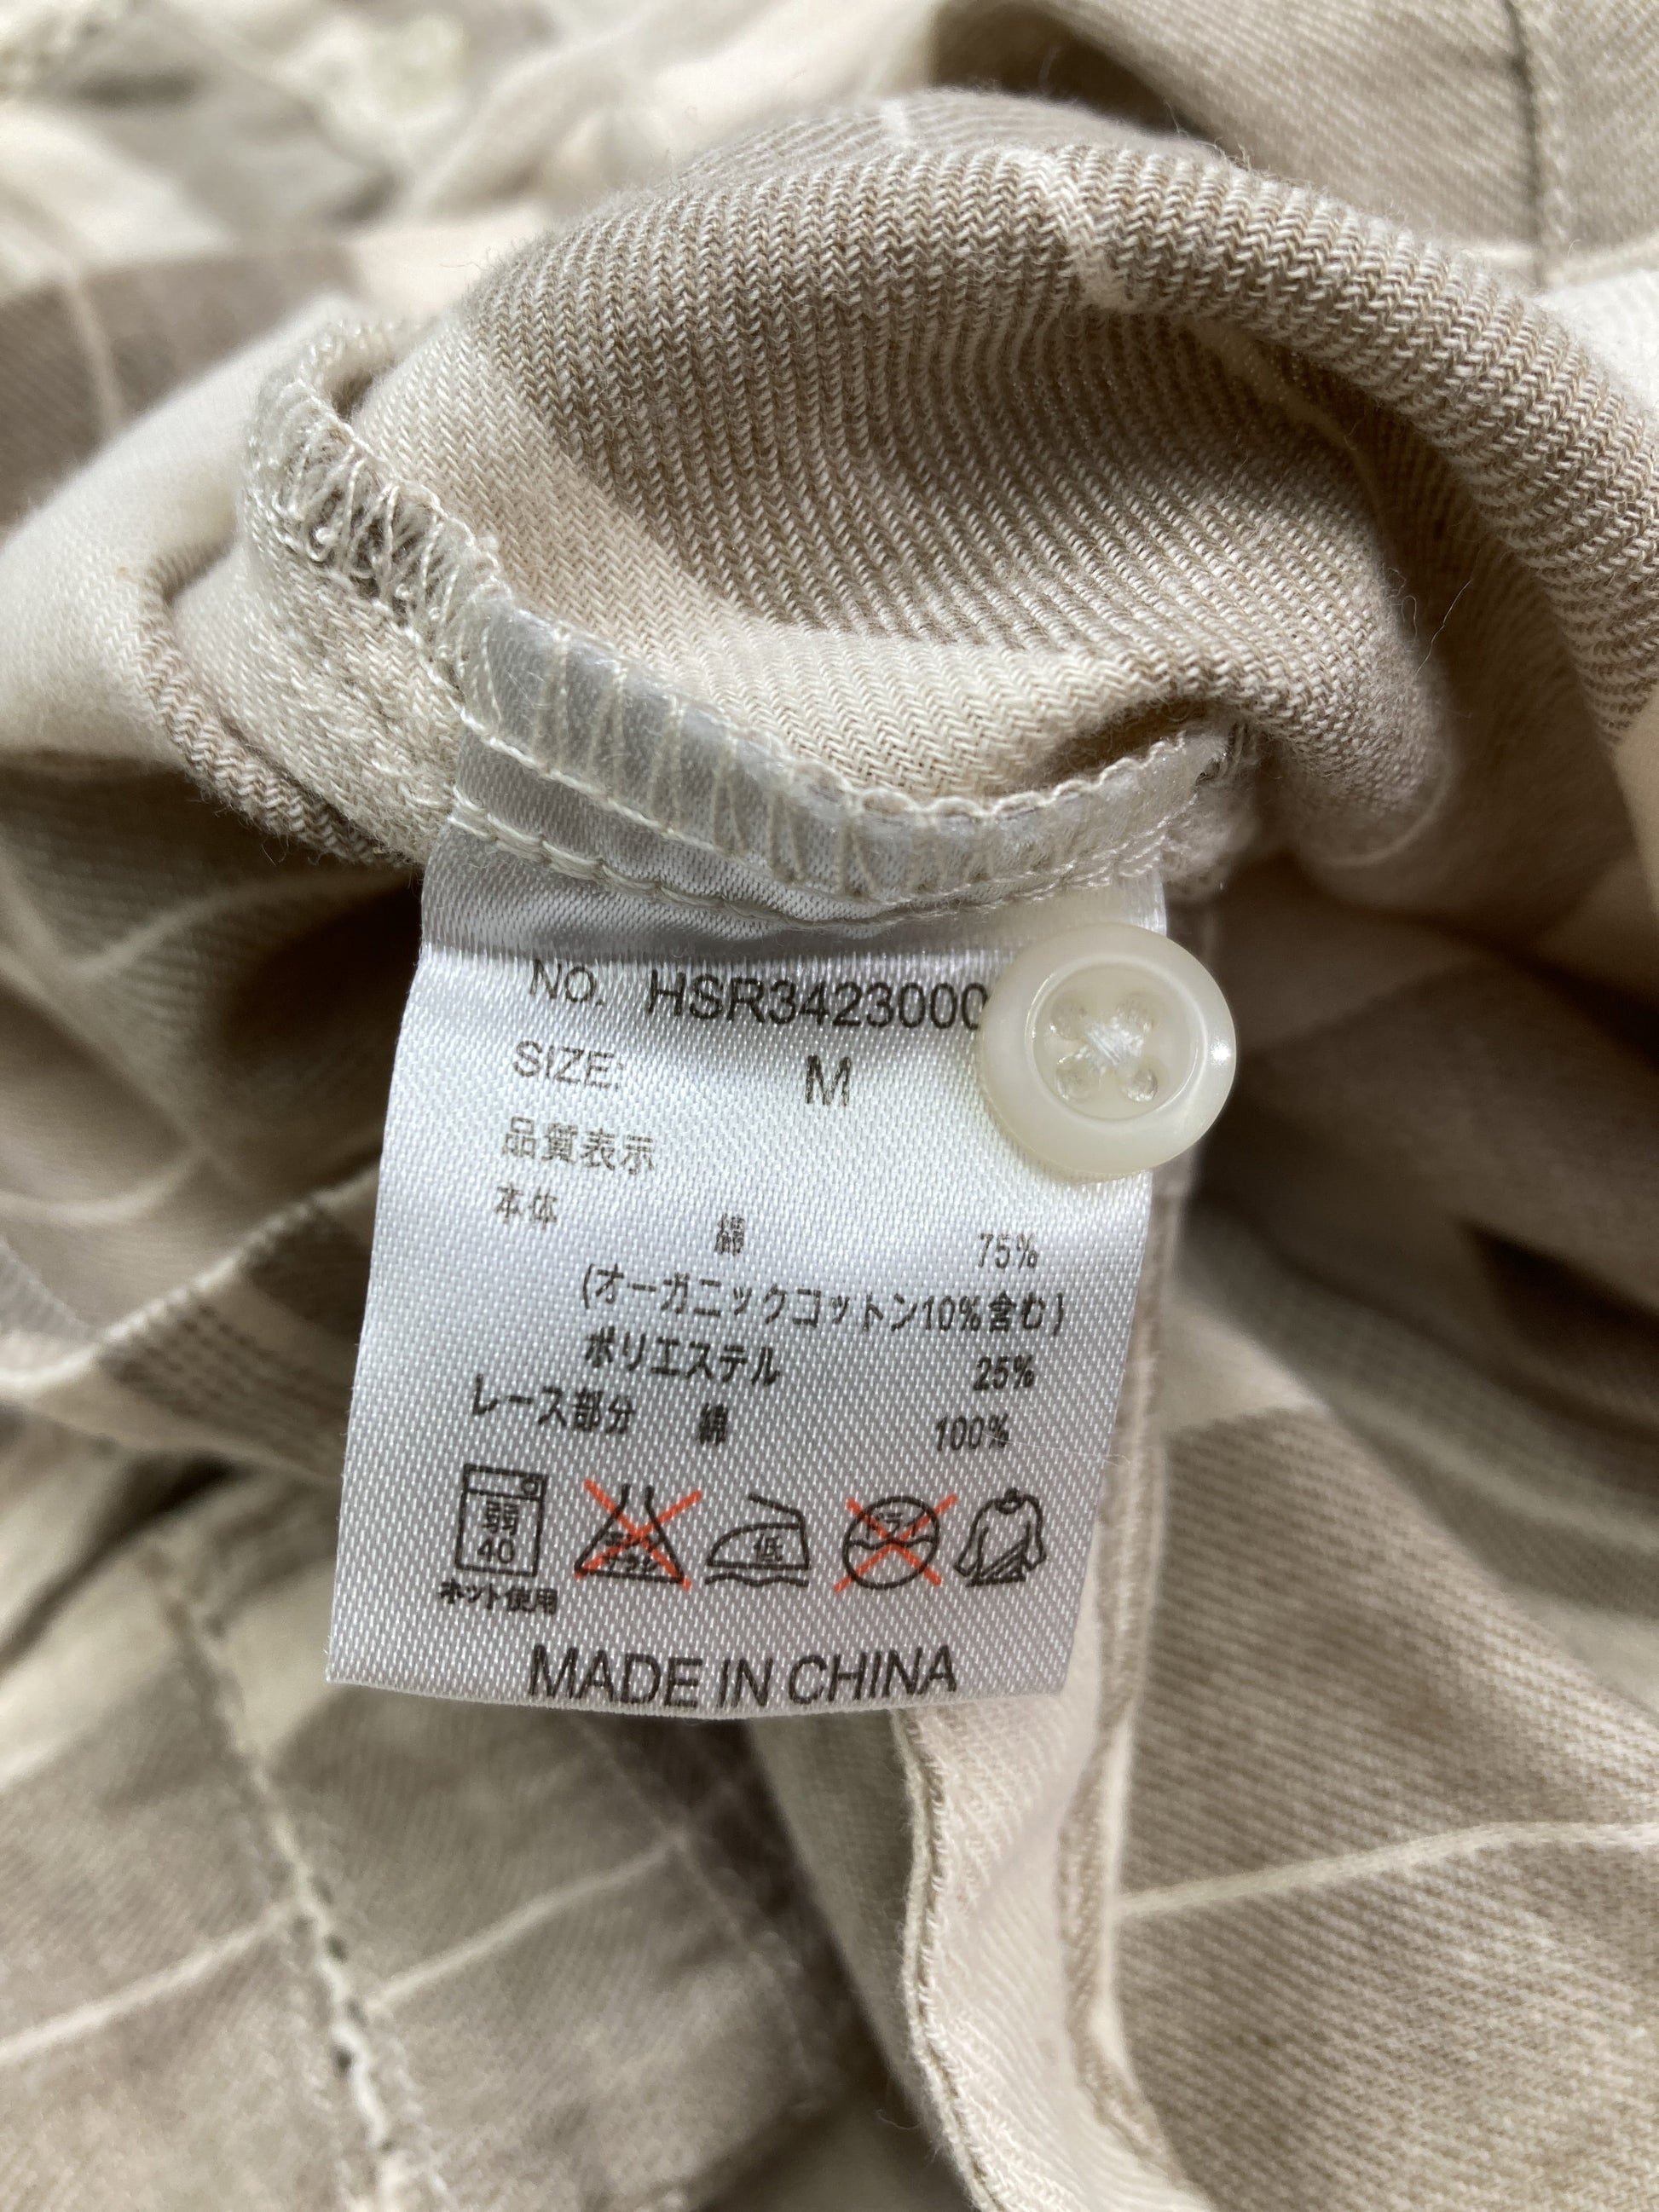 NO. HSR3423000
SIZE: M
品質表示
本体 綿 75%
(オーガニックコットン10%含む)
ポリエステル 25%
レース部分 綿 100%
弱
40
ネット使用
低
MADE IN CHINA